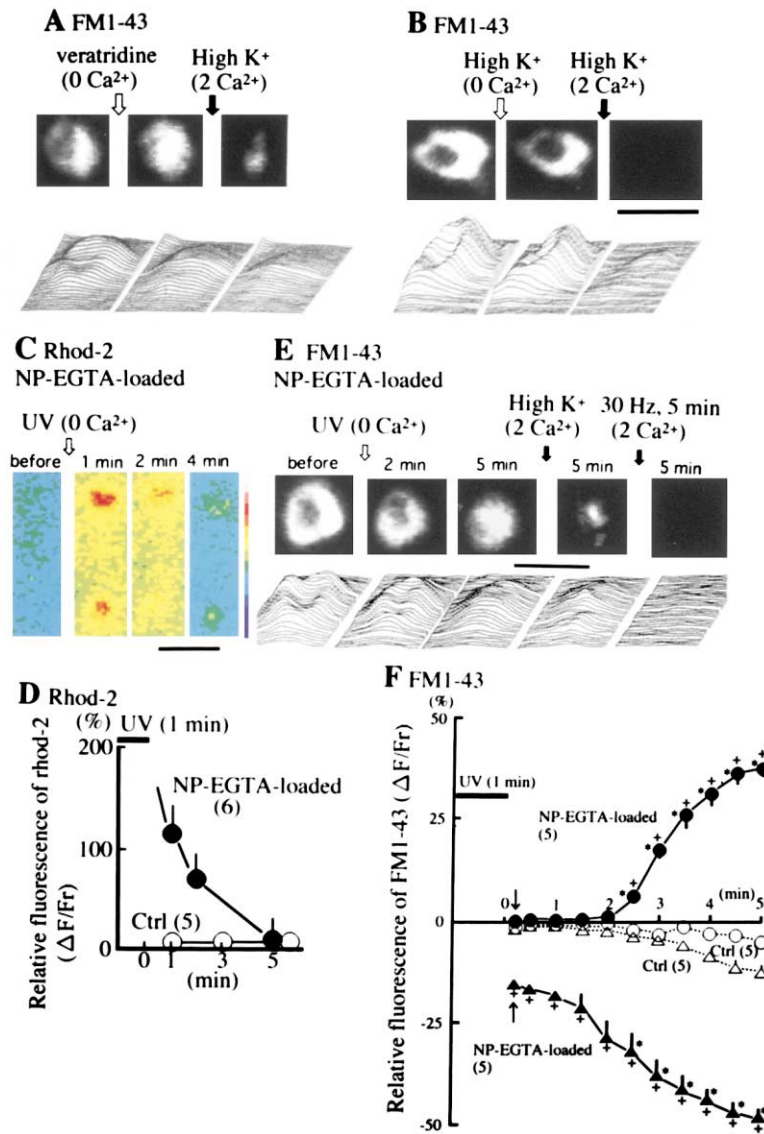 A FM1-43
veratridine
(0 Ca²⁺)
High K⁺
(2 Ca²⁺)
B FM1-43
High K⁺
(0 Ca²⁺)
High K⁺
(2 Ca²⁺)
C Rhod-2
NP-EGTA-loaded
UV (0 Ca²⁺)
before
1 min
2 min
4 min
E FM1-43
NP-EGTA-loaded
UV (0 Ca²⁺)
High K⁺
(2 Ca²⁺)
30 Hz, 5 min
(2 Ca²⁺)
before
2 min
5 min
5 min
5 min
D Rhod-2
(%)
UV (1 min)
200
100
0
NP-EGTA-loaded
(6)
Ctrl (5)
0 1 3 5
(min)
Relative fluorescence of rhod-2
(ΔF/Fr)
F FM1-43
(%)
50
25
0
-25
-50
UV (1 min)
NP-EGTA-loaded
(5)
0 1 2 3 4 5
(min)
Ctrl (5)
Ctrl (5)
NP-EGTA-loaded
(5)
Relative fluorescence of FM1-43 (ΔF/Fr)